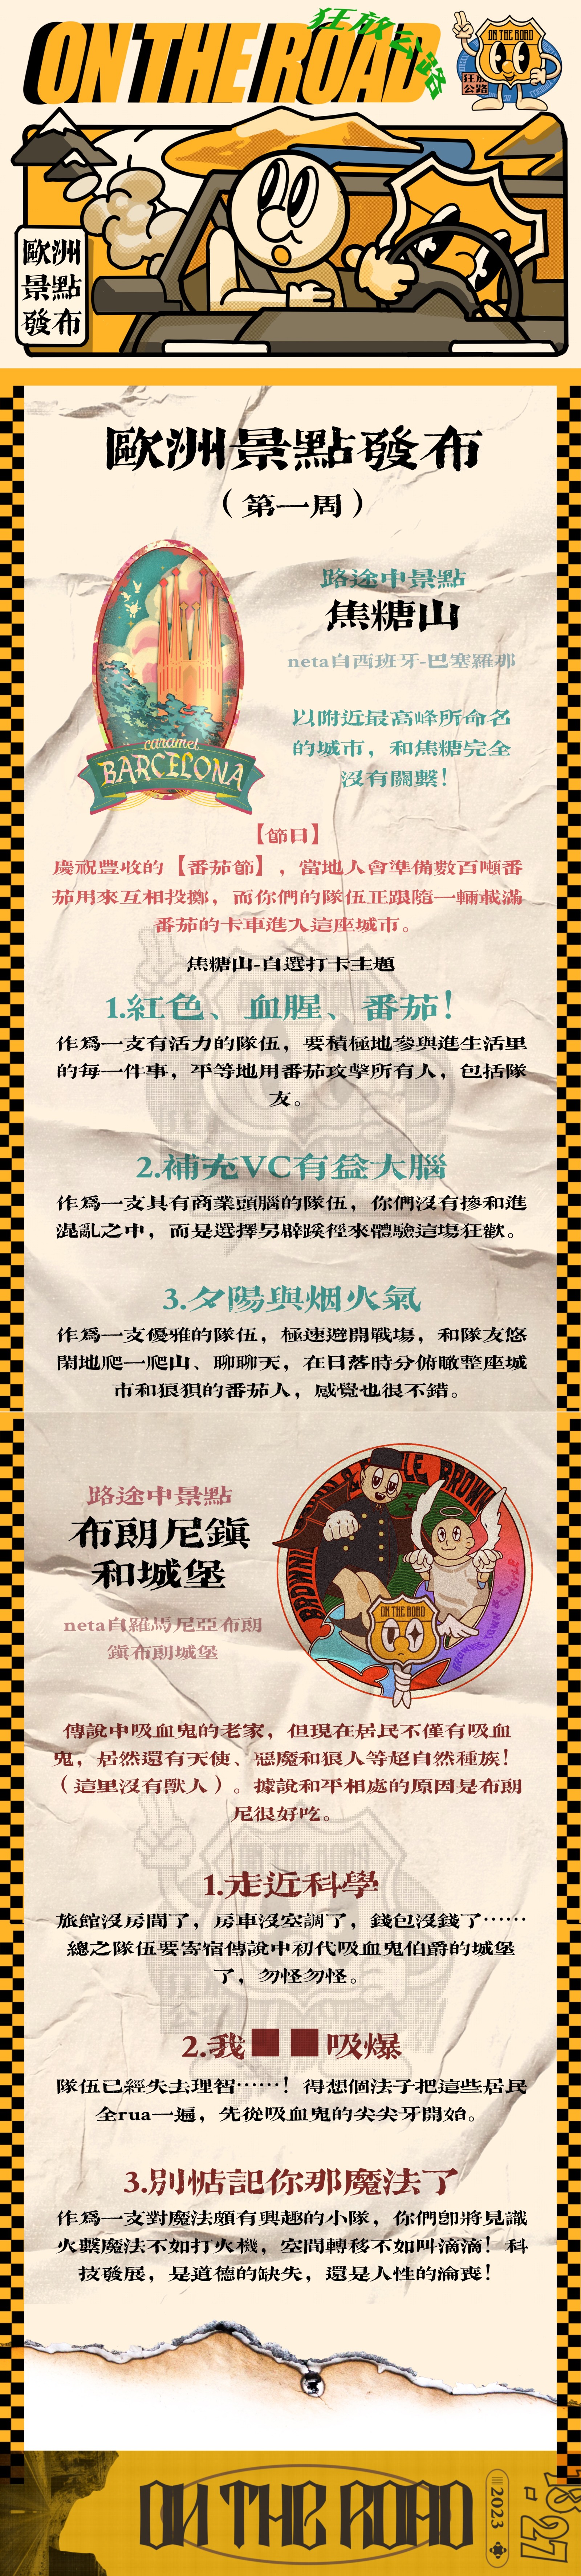 ON THE ROAD
狂放公路
ON THE ROAD
狂放
公路
歐洲
景點
發布
歐洲景點發布
（第一周）
路途中景點
焦糖山
neta自西班牙-巴塞羅那
以附近最高峰所命名
的城市，和焦糖完全
沒有關繫！
caramel
BARCELONA
【節日】
慶祝豐收的【番茄節】，當地人會準備數百噸番
茄用來互相投擲，而你們的隊伍正跟隨一輛載滿
番茄的卡車進入這座城市。
焦糖山-自選打卡主題
1.紅色、血腥、番茄！
作爲一支有活力的隊伍，要積極地參與進生活里
的每一件事，平等地用番茄攻擊所有人，包括隊
友。
2.補充VC有益大腦
作爲一支具有商業頭腦的隊伍，你們沒有摻和進
混亂之中，而是選擇另辟蹊徑來體驗這場狂歡。
3.夕陽與烟火氣
作爲一支優雅的隊伍，極速避開戰場，和隊友悠
閑地爬一爬山、聊聊天，在日落時分俯瞰整座城
市和狼狽的番茄人，感覺也很不錯。
路途中景點
布朗尼鎮
和城堡
neta自羅馬尼亞布朗
鎮布朗城堡
ON THE ROAD
BROWNIE TOWN & CASTLE
傳說中吸血鬼的老家，但現在居民不僅有吸血
鬼，居然還有天使、惡魔和狼人等超自然種族！
（這里沒有獸人）。據說和平相處的原因是布朗
尼很好吃。
1.走近科學
旅館沒房間了，房車沒空調了，錢包沒錢了……
總之隊伍要寄宿傳說中初代吸血鬼伯爵的城堡
了，勿怪勿怪。
2.我■■吸爆
隊伍已經失去理智……！得想個法子把這些居民
全rua一遍，先從吸血鬼的尖尖牙開始。
3.別惦記你那魔法了
作爲一支對魔法頗有興趣的小隊，你們卽將見識
火繫魔法不如打火機，空間轉移不如叫滴滴！科
技發展，是道德的缺失，還是人性的淪喪！
ON THE ROAD
2023
18
-
27